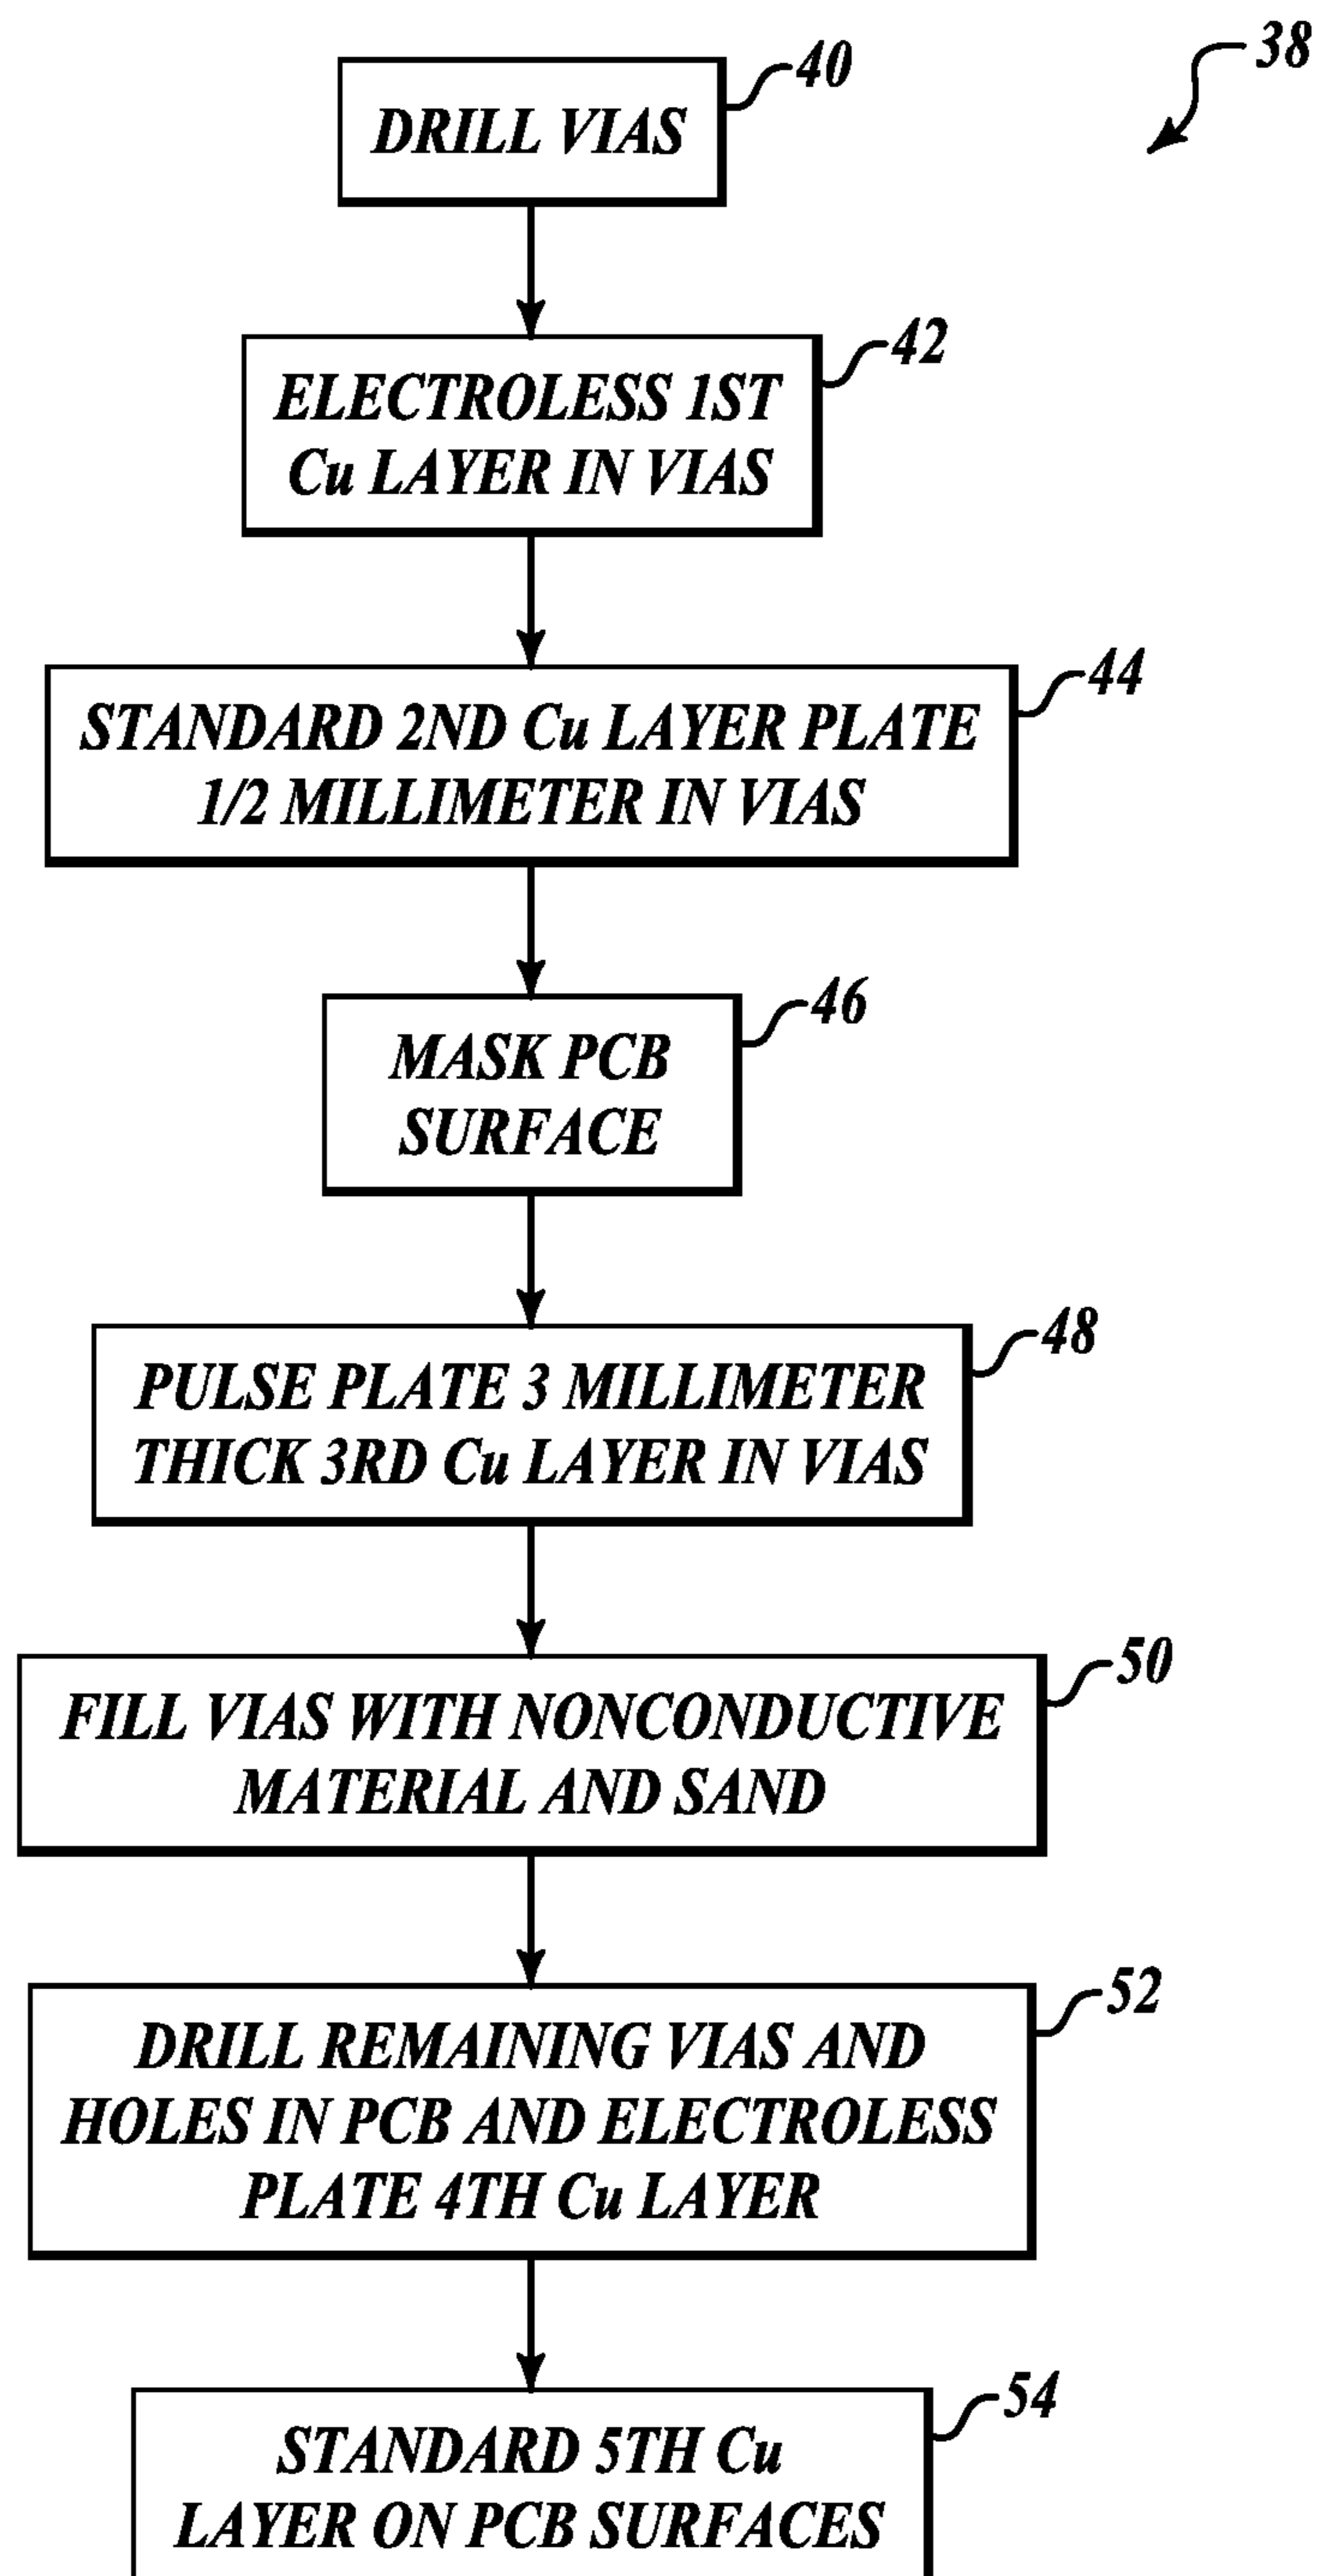 38
40
DRILL VIAS
42
ELECTROLESS 1ST
Cu LAYER IN VIAS
44
STANDARD 2ND Cu LAYER PLATE
1/2 MILLIMETER IN VIAS
46
MASK PCB
SURFACE
48
PULSE PLATE 3 MILLIMETER
THICK 3RD Cu LAYER IN VIAS
50
FILL VIAS WITH NONCONDUCTIVE
MATERIAL AND SAND
52
DRILL REMAINING VIAS AND
HOLES IN PCB AND ELECTROLESS
PLATE 4TH Cu LAYER
54
STANDARD 5TH Cu
LAYER ON PCB SURFACES